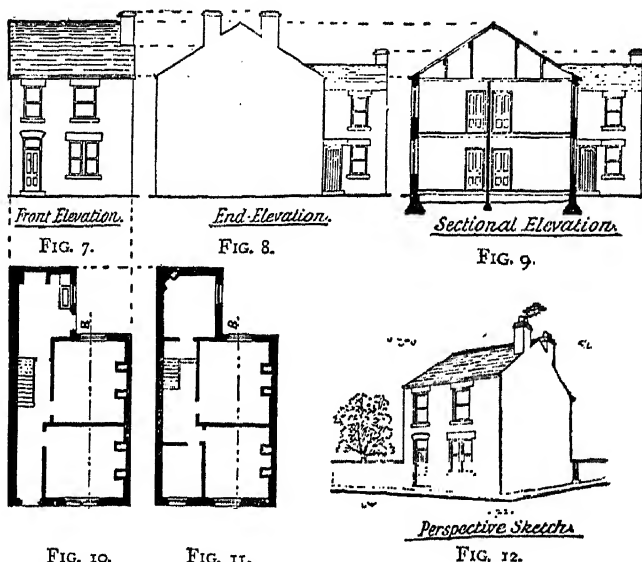 Front Elevation.
FIG. 7.
End-Elevation.
FIG. 8.
Sectional Elevation.
FIG. 9.
B.
B.
FIG. 10.
FIG. 11.
Perspective Sketch.
FIG. 12.